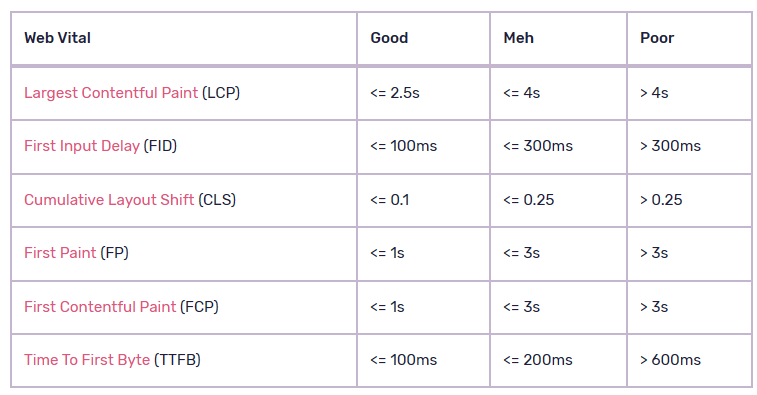 Web Vital Good Meh Poor
Largest Contentful Paint (LCP) <= 2.5s <= 4s > 4s
First Input Delay (FID) <= 100ms <= 300ms > 300ms
Cumulative Layout Shift (CLS) <= 0.1 <= 0.25 > 0.25
First Paint (FP) <= 1s <= 3s > 3s
First Contentful Paint (FCP) <= 1s <= 3s > 3s
Time To First Byte (TTFB) <= 100ms <= 200ms > 600ms